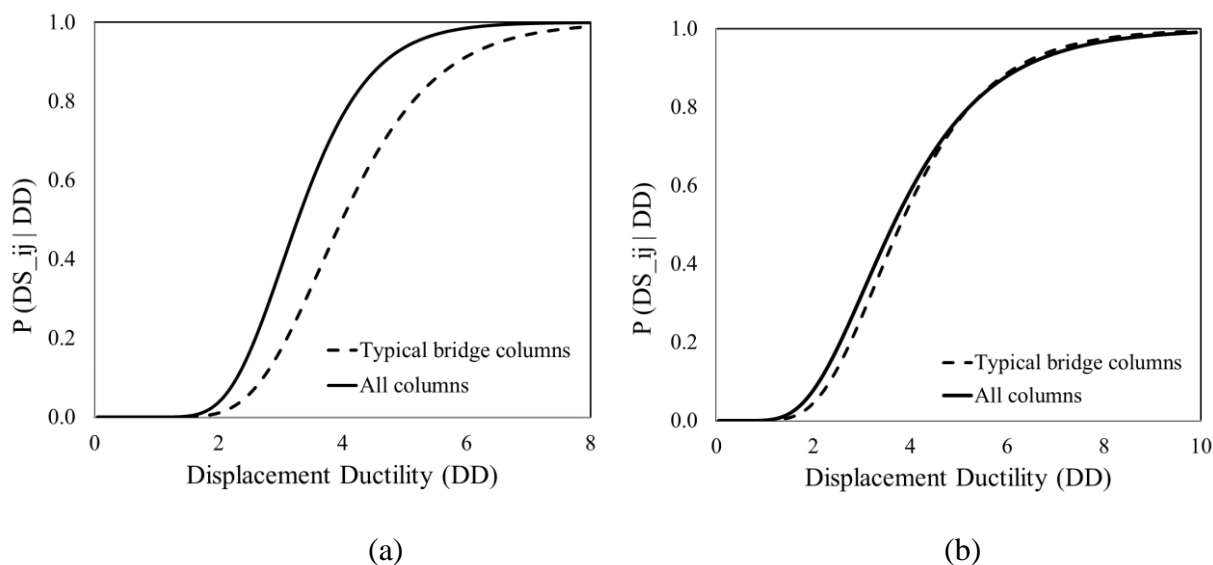 1.0
0.8
0.6
0.4
0.2
0.0
P (DS_ij | DD)
Typical bridge columns
All columns
0 2 4 6 8
Displacement Ductility (DD)
(a)
1.0
0.8
0.6
0.4
0.2
0.0
P (DS_ij | DD)
Typical bridge columns
All columns
0 2 4 6 8 10
Displacement Ductility (DD)
(b)